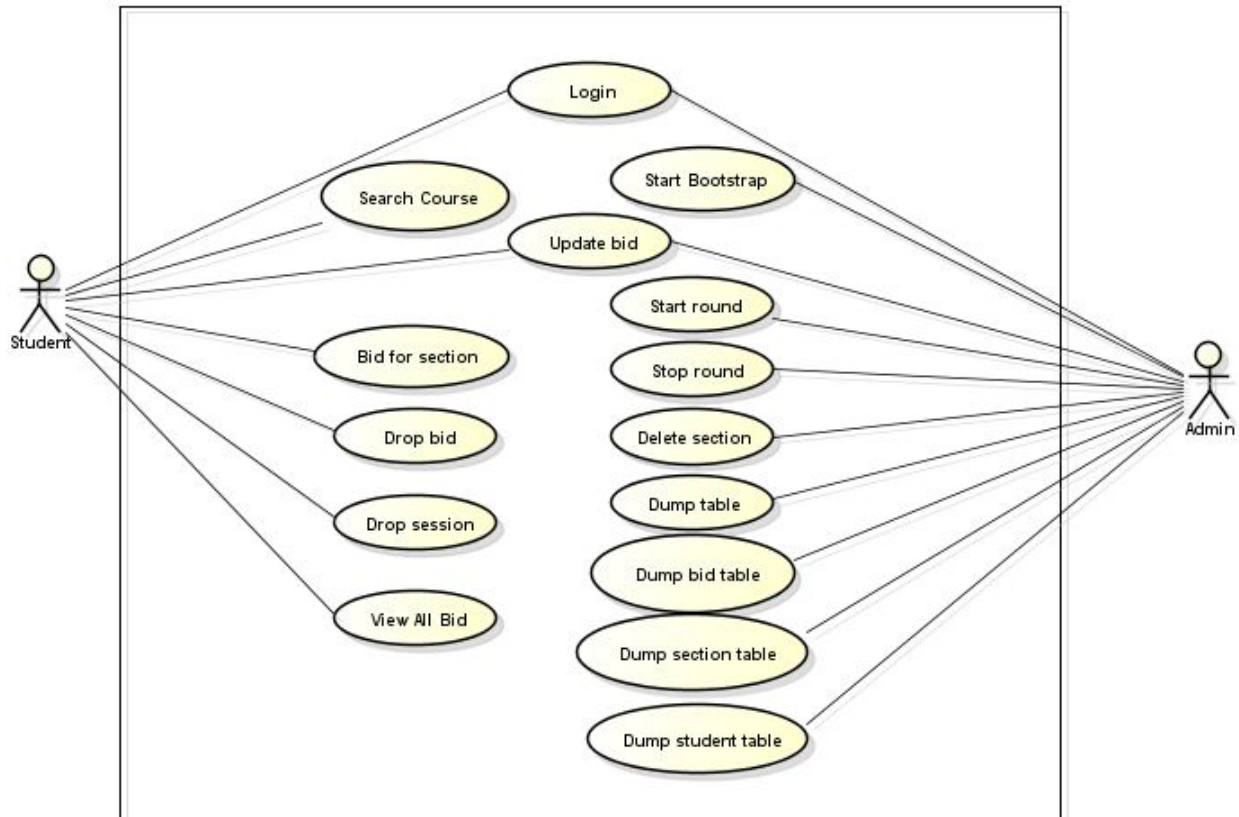 Login
Start Bootstrap
Search Course
Update bid
Start round
Student
Bid for section
Stop round
Admin
Drop bid
Delete section
Dump table
Drop session
Dump bid table
View All Bid
Dump section table
Dump student table